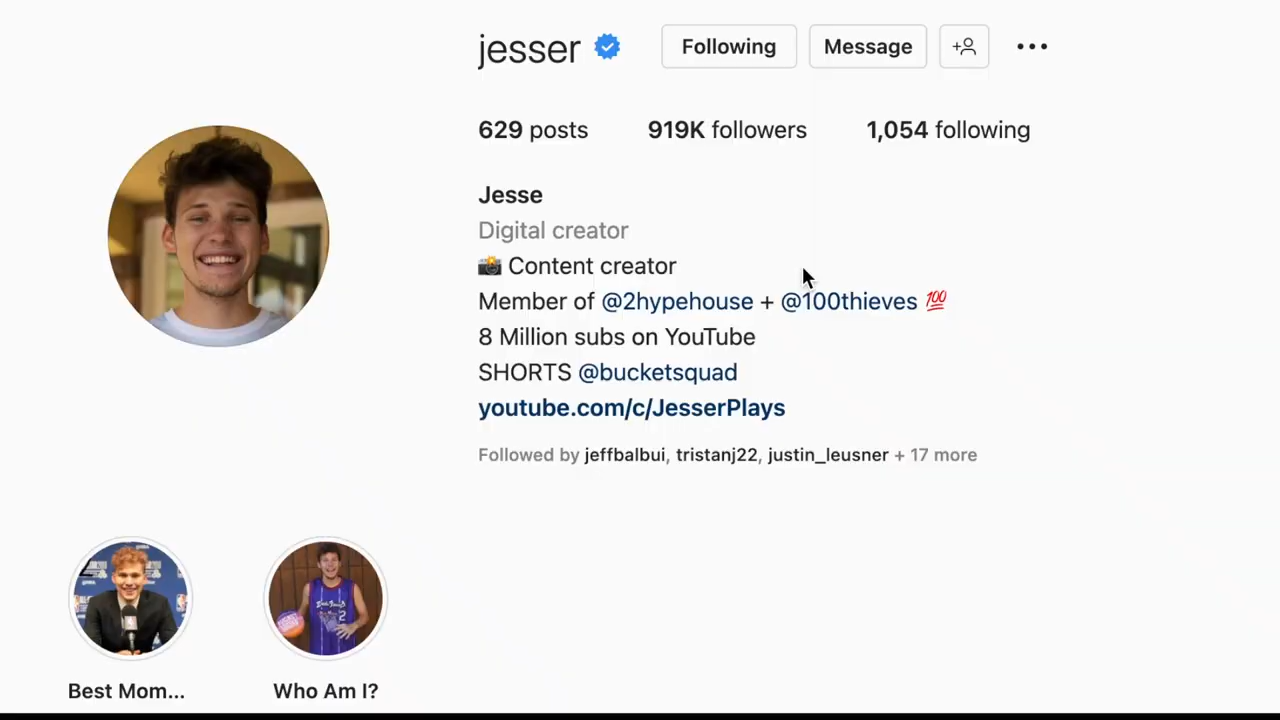 jesser Following Message
629 posts 919K followers 1,054 following
Jesse
Digital creator
📸 Content creator
Member of @2hypehouse + @100thieves 💯
8 Million subs on YouTube
SHORTS @bucketsquad
youtube.com/c/JesserPlays
Followed by jeffbalbui, tristanj22, justin_leusner + 17 more
Best Mom... Who Am I?